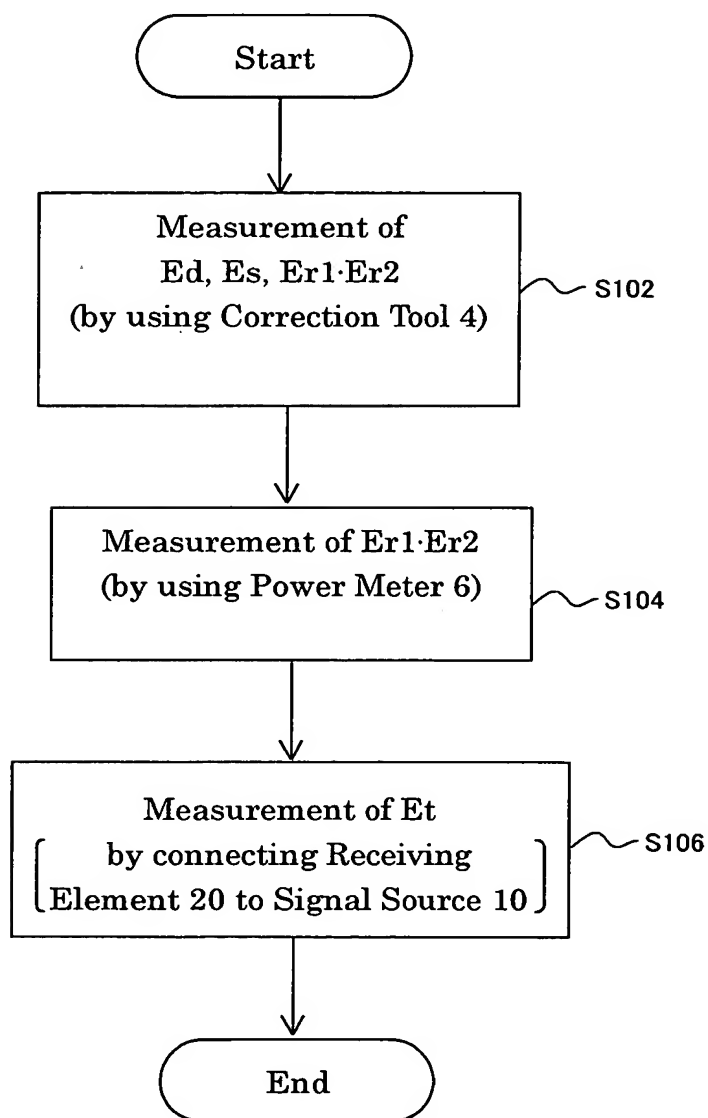 Start
Measurement of
Ed, Es, Er1·Er2
(by using Correction Tool 4)
S102
Measurement of Er1·Er2
(by using Power Meter 6)
S104
Measurement of Et
by connecting Receiving
Element 20 to Signal Source 10
S106
End